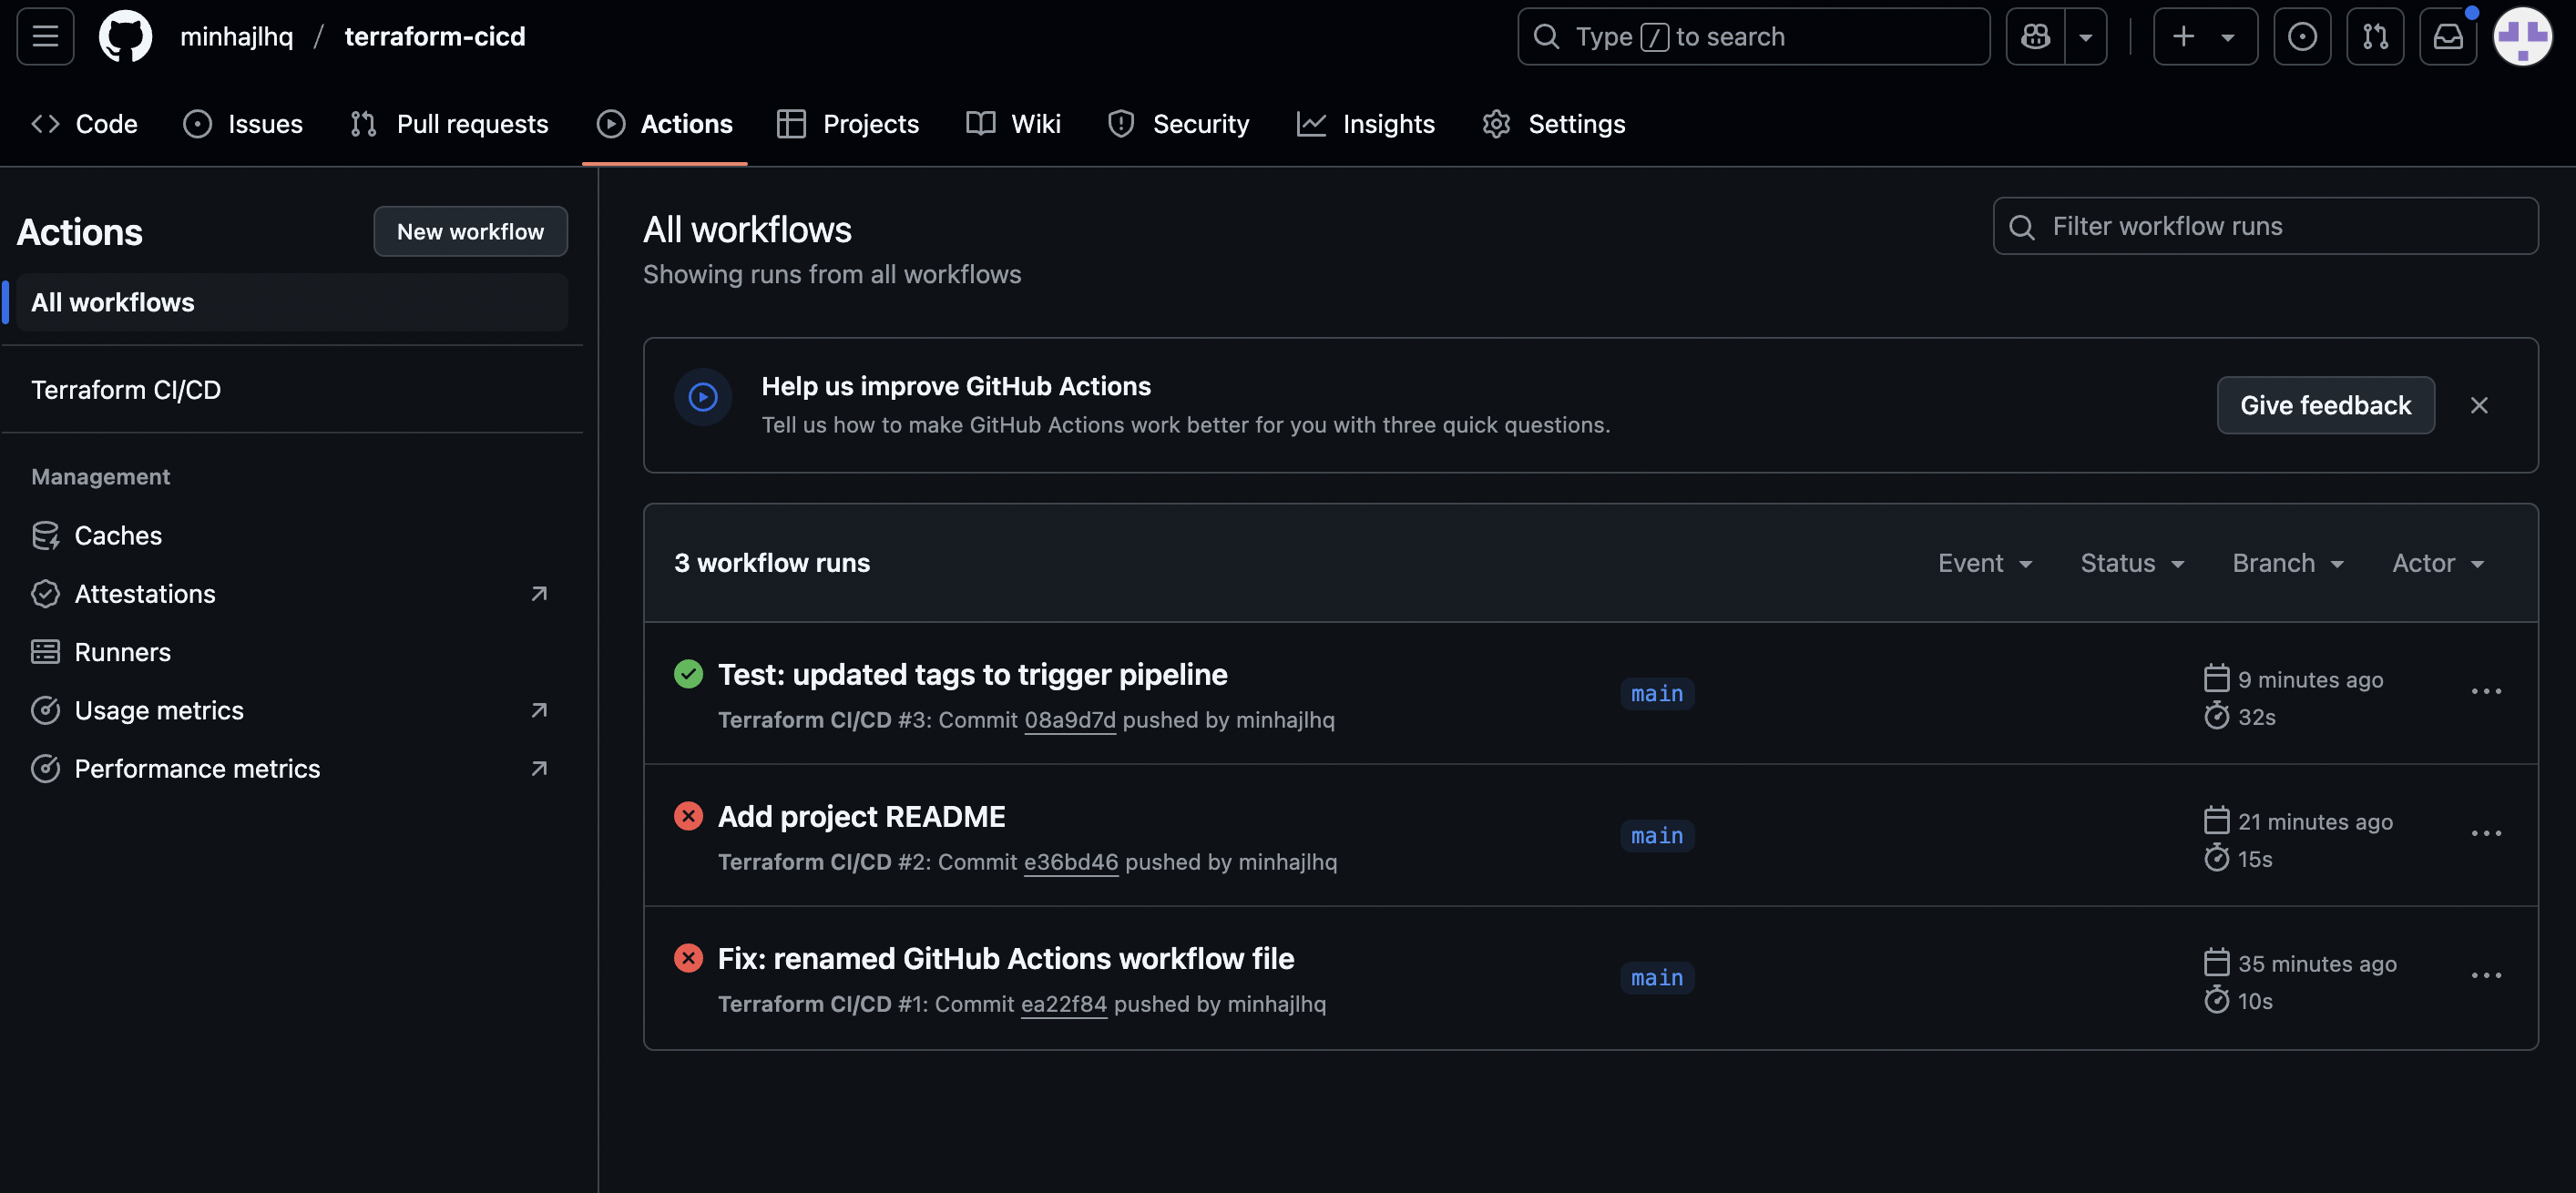 minhajlhq / terraform-cicd
Type / to search
Code
Issues
Pull requests
Actions
Projects
Wiki
Security
Insights
Settings
Actions
New workflow
All workflows
Terraform CI/CD
Management
Caches
Attestations
Runners
Usage metrics
Performance metrics
All workflows
Showing runs from all workflows
Filter workflow runs
Help us improve GitHub Actions
Tell us how to make GitHub Actions work better for you with three quick questions.
Give feedback
3 workflow runs
Event
Status
Branch
Actor
Test: updated tags to trigger pipeline
Terraform CI/CD #3: Commit 08a9d7d pushed by minhajlhq
main
9 minutes ago
32s
Add project README
Terraform CI/CD #2: Commit e36bd46 pushed by minhajlhq
main
21 minutes ago
15s
Fix: renamed GitHub Actions workflow file
Terraform CI/CD #1: Commit ea22f84 pushed by minhajlhq
main
35 minutes ago
10s